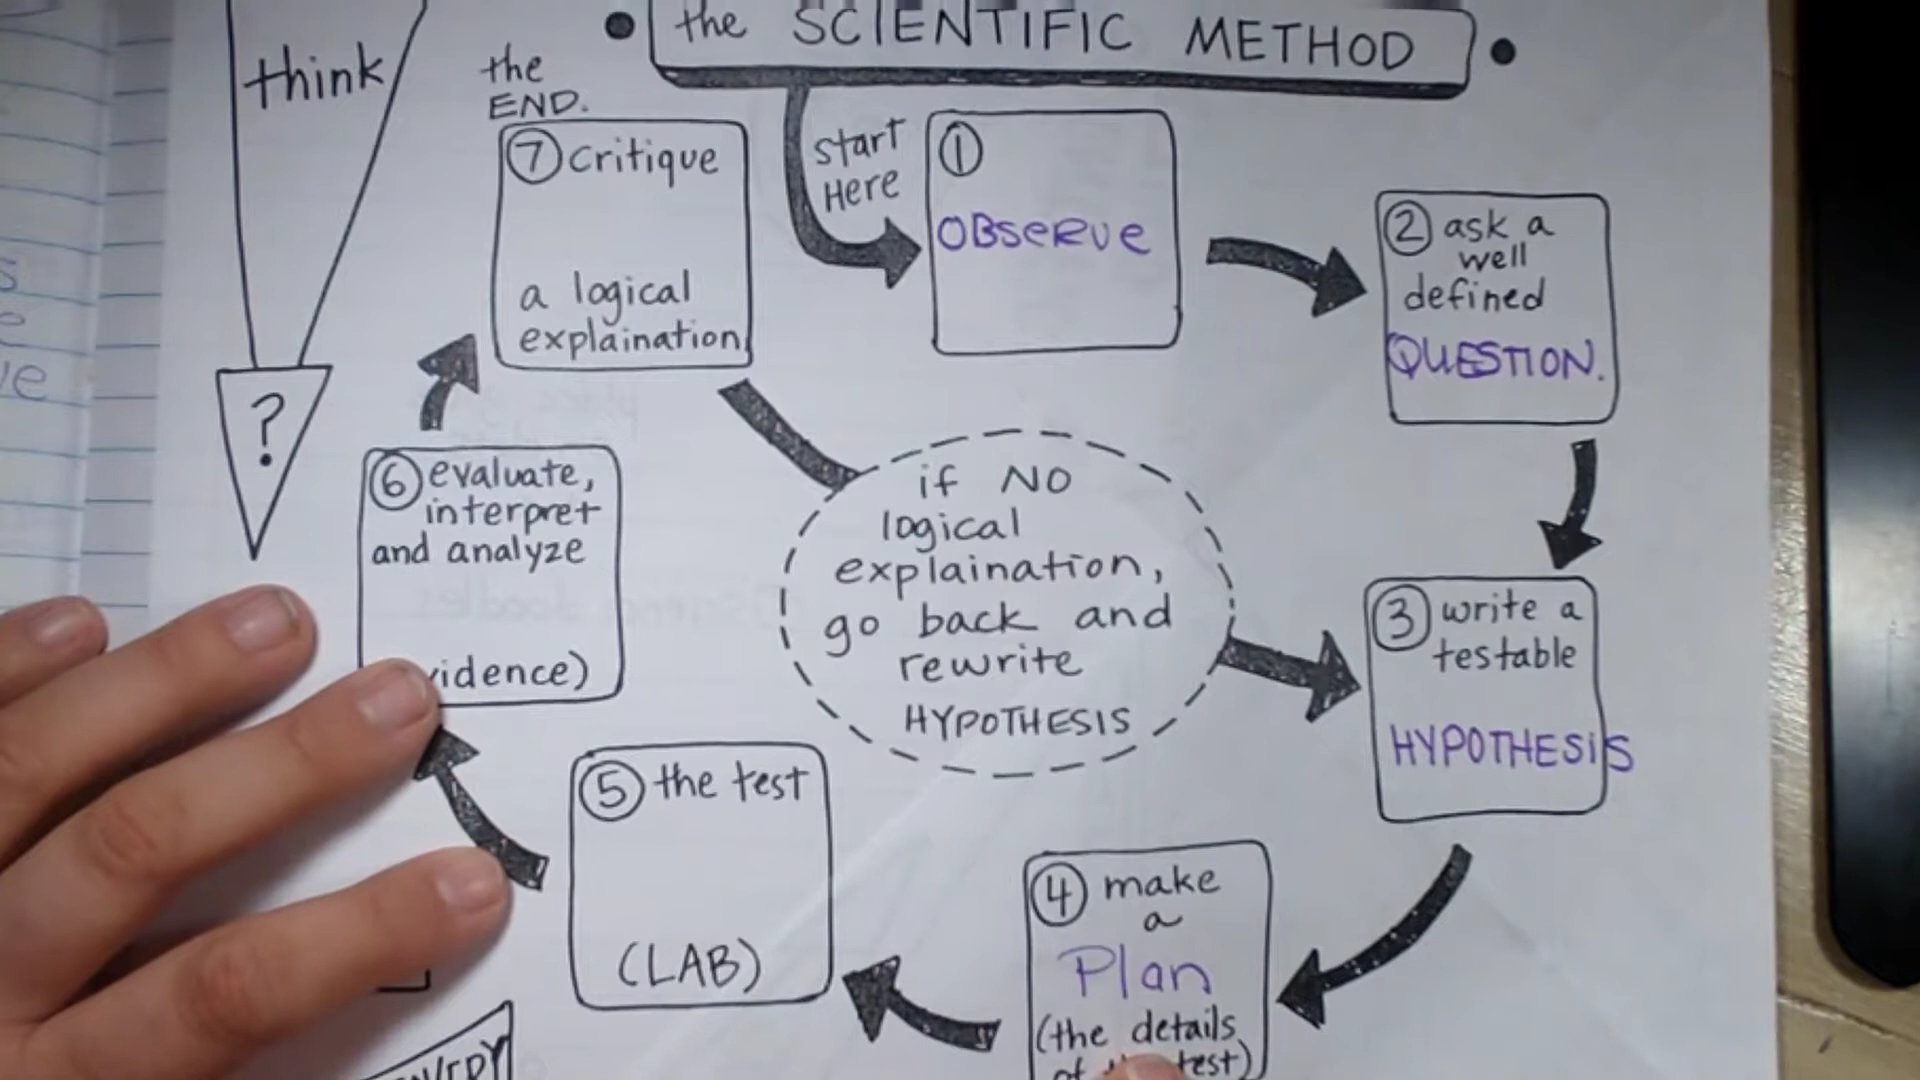 the SCIENTIFIC METHOD
think
?
the
END.
start
Here
① OBSERVE
② ask a
well
defined
QUESTION.
③ write a
testable
HYPOTHESIS
④ make
a
Plan
(the details
of test)
⑤ the test
(LAB)
⑥ evaluate,
interpret
and analyze
⑦ critique
a logical
explaination
if NO
logical
explaination,
go back and
rewrite
HYPOTHESIS